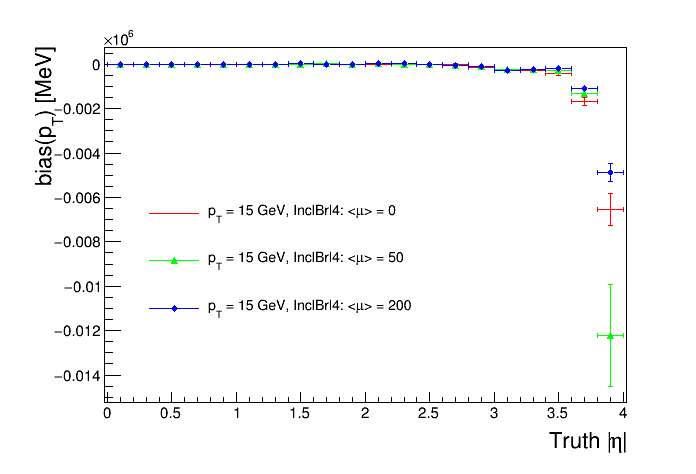 ×10⁶
bias(p_T) [MeV]
0
−0.002
−0.004
−0.006
−0.008
−0.01
−0.012
−0.014
p_T = 15 GeV, InclBrl4: <μ> = 0
p_T = 15 GeV, InclBrl4: <μ> = 50
p_T = 15 GeV, InclBrl4: <μ> = 200
0 0.5 1 1.5 2 2.5 3 3.5 4
Truth |η|